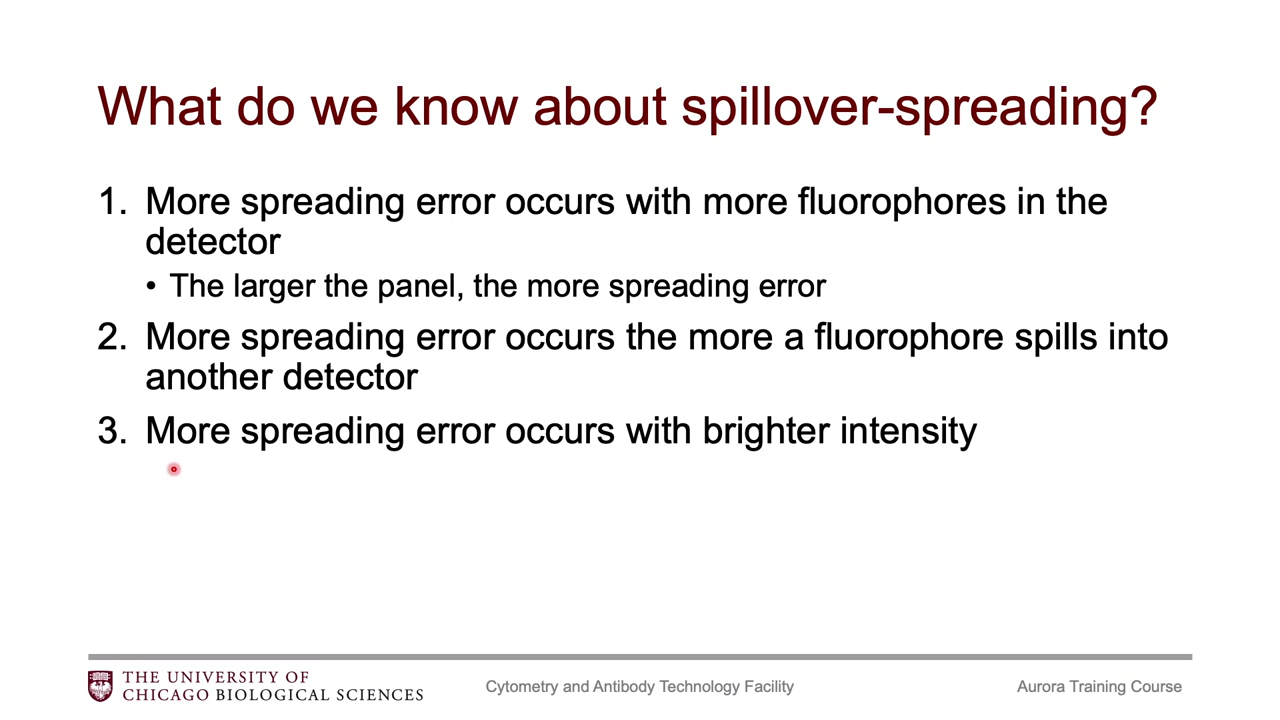 What do we know about spillover-spreading?
1. More spreading error occurs with more fluorophores in the
detector
• The larger the panel, the more spreading error
2. More spreading error occurs the more a fluorophore spills into
another detector
3. More spreading error occurs with brighter intensity
THE UNIVERSITY OF
CHICAGO BIOLOGICAL SCIENCES
Cytometry and Antibody Technology Facility
Aurora Training Course